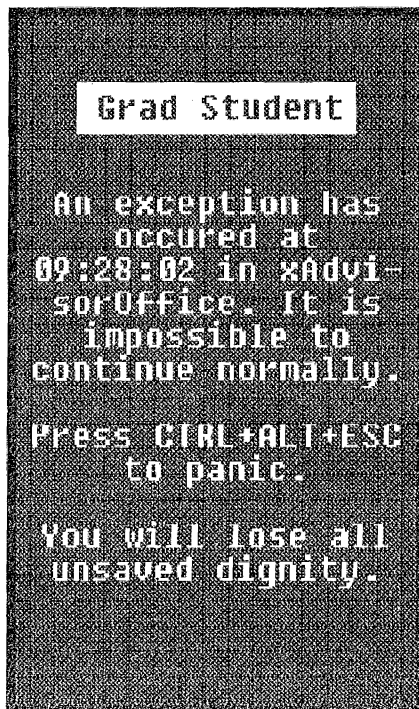 Grad Student
An exception has
occured at
09:28:02 in xAdvi-
sorOffice. It is
impossible to
continue normally.
Press CTRL+ALT+ESC
to panic.
You will lose all
unsaved dignity.